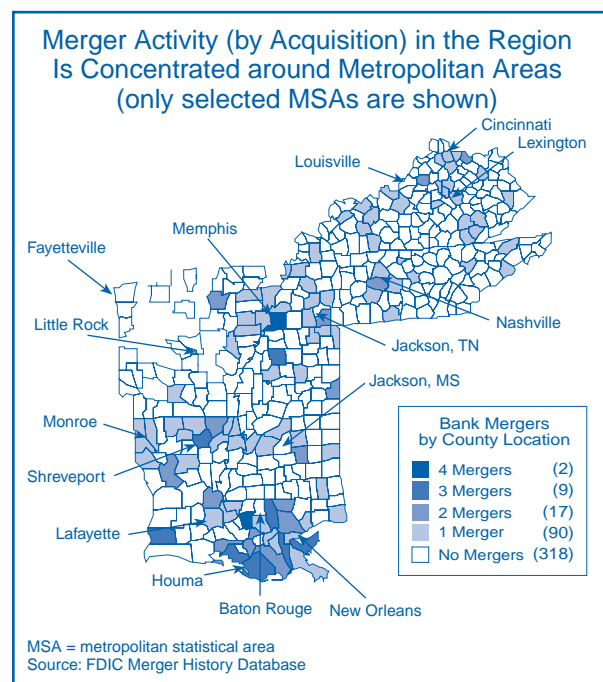 Merger Activity (by Acquisition) in the Region
Is Concentrated around Metropolitan Areas
(only selected MSAs are shown)
Cincinnati
Lexington
Louisville
Memphis
Fayetteville
Little Rock
Nashville
Jackson, TN
Jackson, MS
Monroe
Shreveport
Lafayette
Houma
Baton Rouge
New Orleans
Bank Mergers
by County Location
4 Mergers (2)
3 Mergers (9)
2 Mergers (17)
1 Merger (90)
No Mergers (318)
MSA = metropolitan statistical area
Source: FDIC Merger History Database